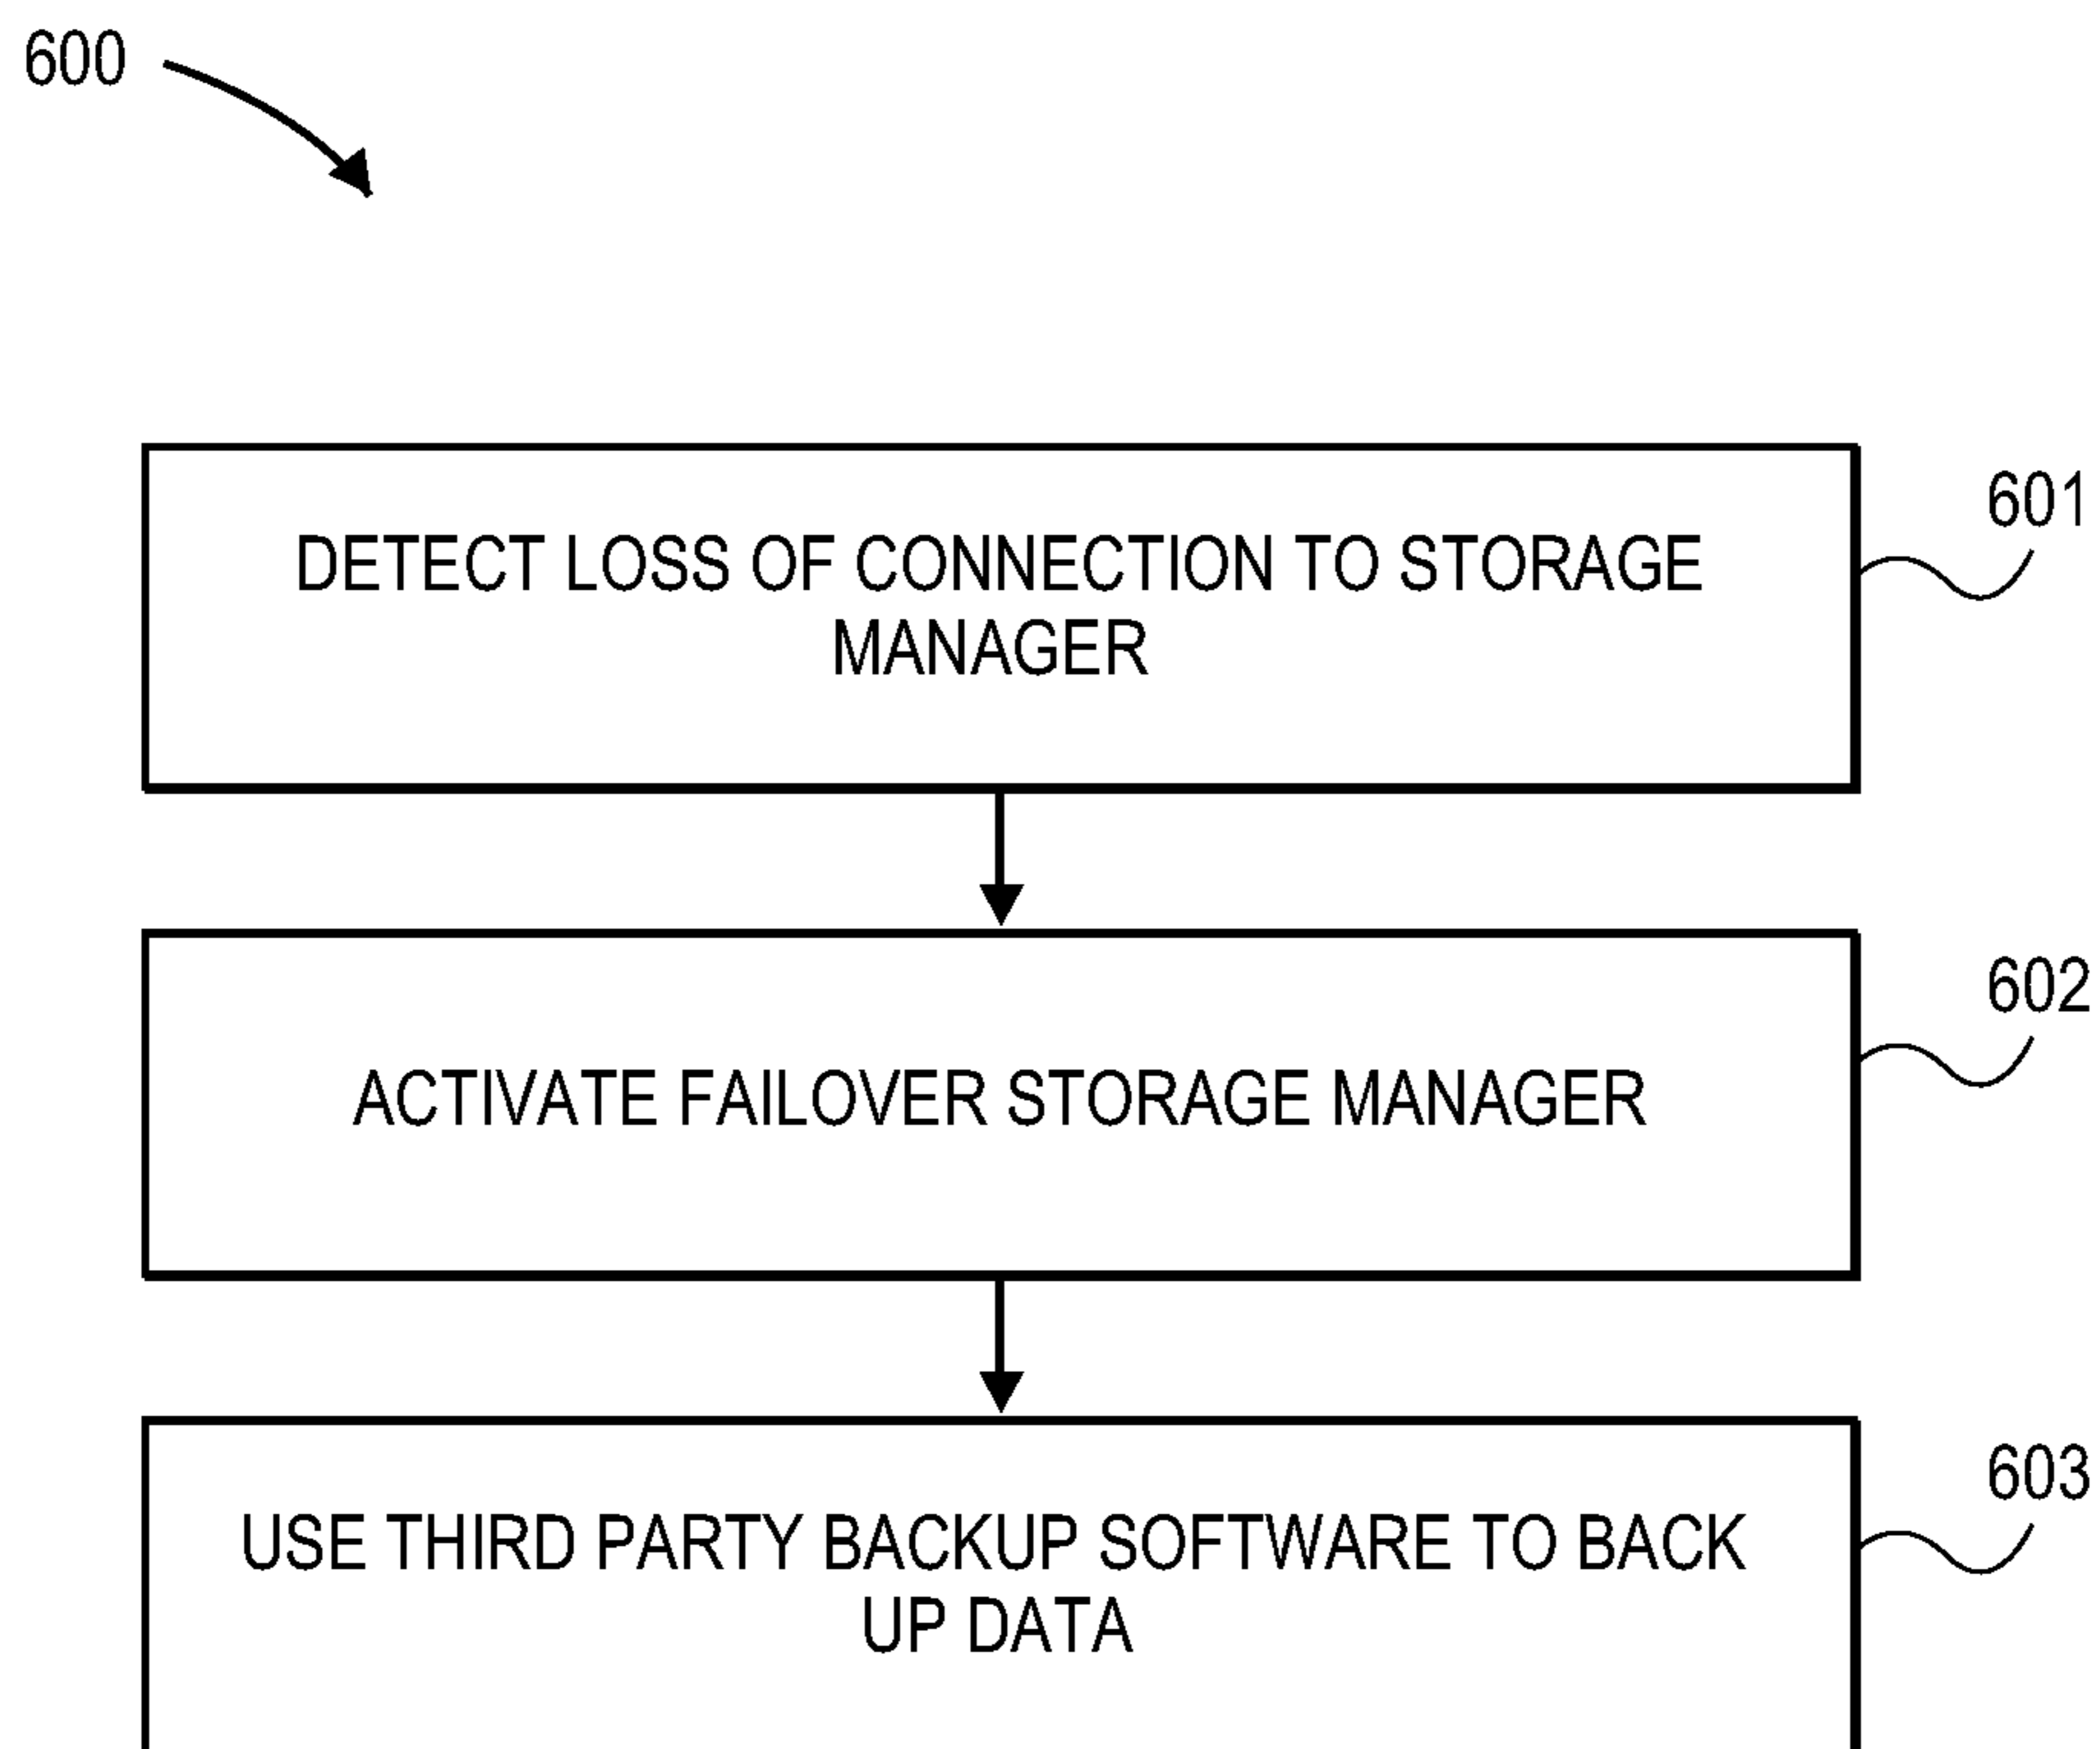 600
601
DETECT LOSS OF CONNECTION TO STORAGE
MANAGER
602
ACTIVATE FAILOVER STORAGE MANAGER
603
USE THIRD PARTY BACKUP SOFTWARE TO BACK
UP DATA